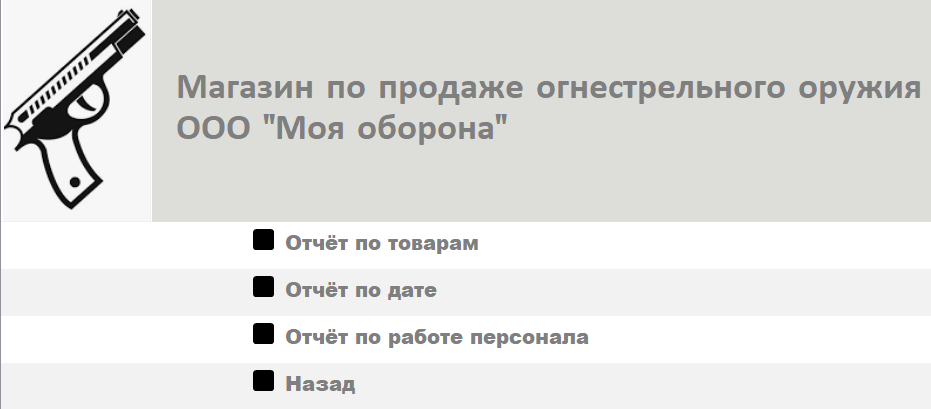 Магазин по продаже огнестрельного оружия
ООО "Моя оборона"
Отчёт по товарам
Отчёт по дате
Отчёт по работе персонала
Назад